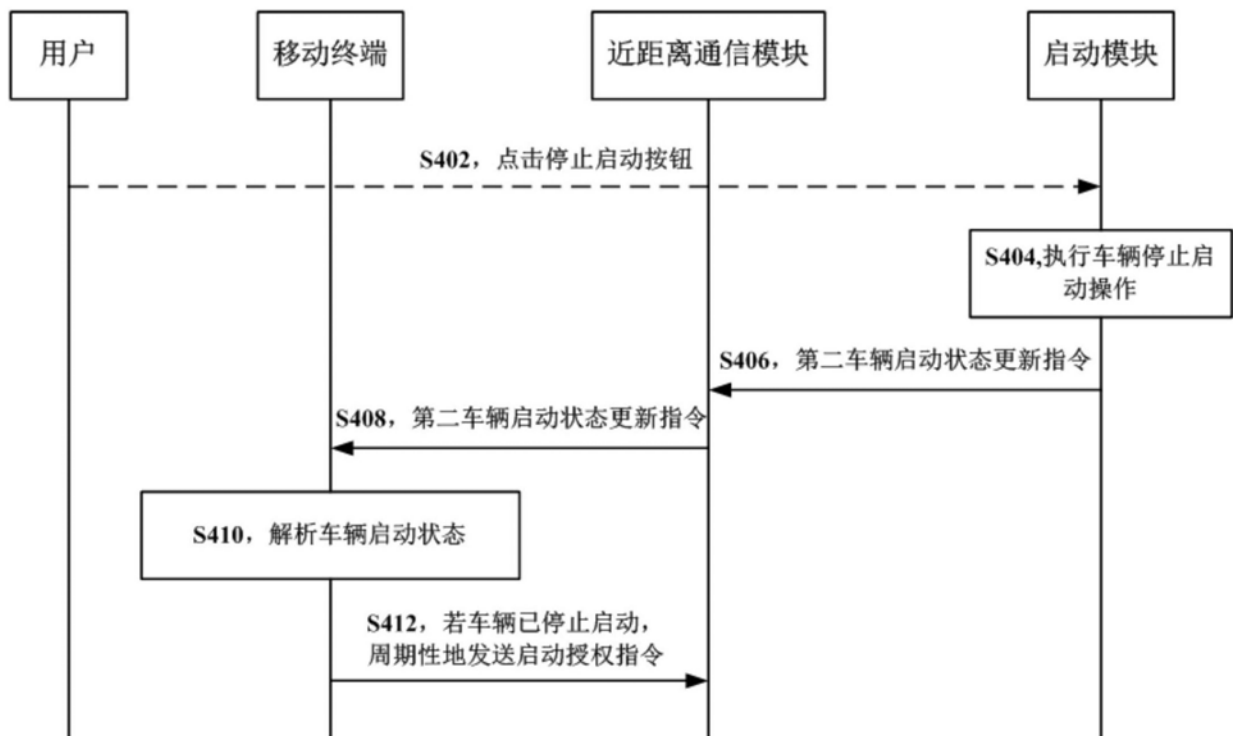 用户
移动终端
近距离通信模块
启动模块
S402，点击停止启动按钮
S404,执行车辆停止启
动操作
S406，第二车辆启动状态更新指令
S408，第二车辆启动状态更新指令
S410，解析车辆启动状态
S412，若车辆已停止启动，
周期性地发送启动授权指令